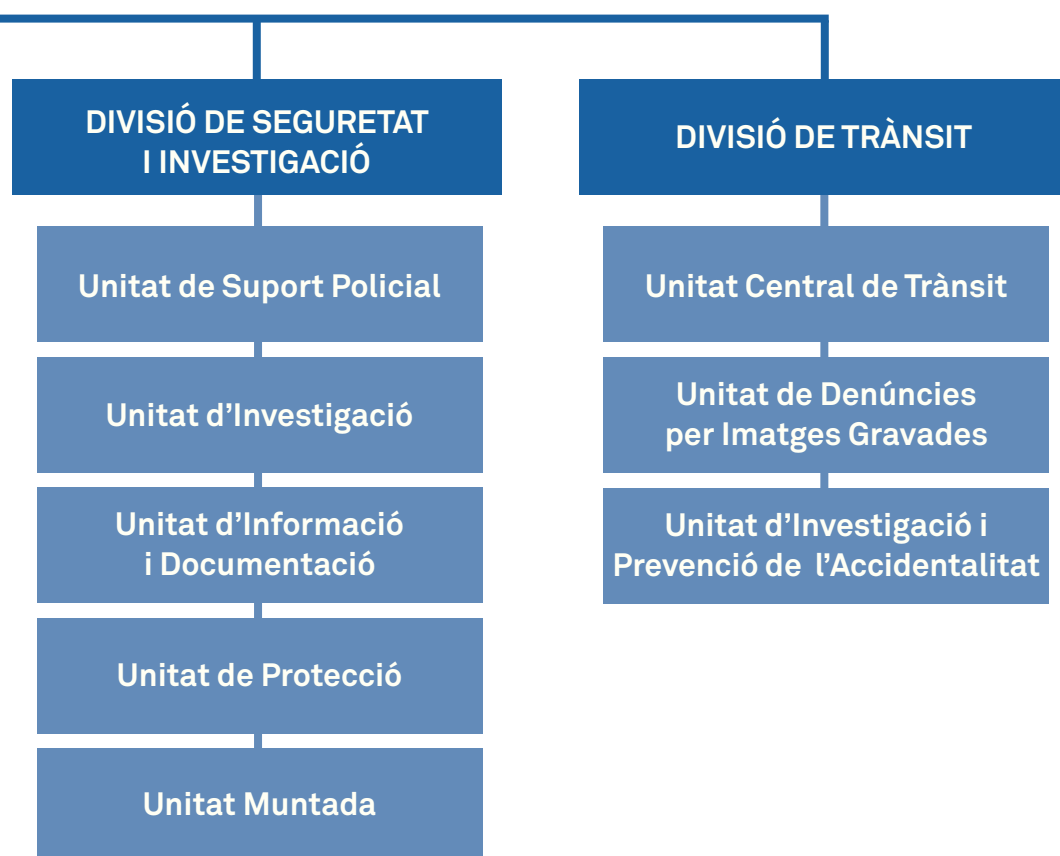 DIVISIÓ DE SEGURETAT
I INVESTIGACIÓ
Unitat de Suport Policial
Unitat d’Investigació
Unitat d’Informació
i Documentació
Unitat de Protecció
Unitat Muntada
DIVISIÓ DE TRÀNSIT
Unitat Central de Trànsit
Unitat de Denúncies
per Imatges Gravades
Unitat d’Investigació i
Prevenció de l’Accidentalitat